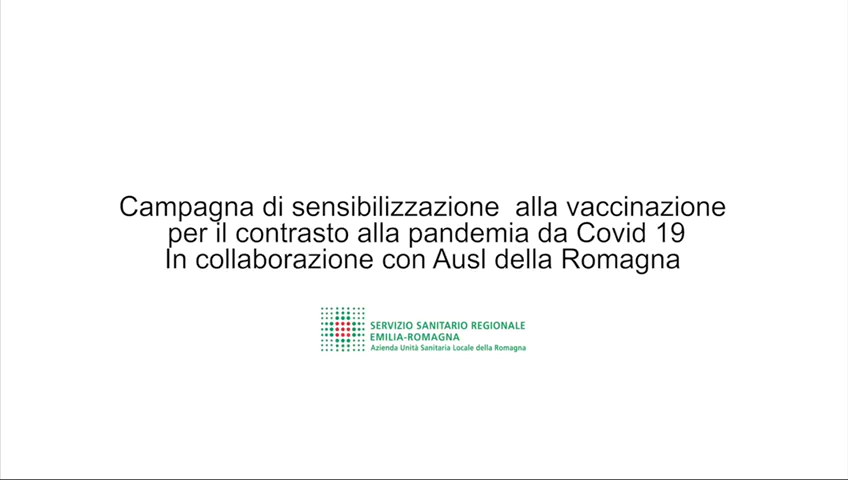 Campagna di sensibilizzazione  alla vaccinazione
per il contrasto alla pandemia da Covid 19
In collaborazione con Ausl della Romagna
SERVIZIO SANITARIO REGIONALE
EMILIA-ROMAGNA
Azienda Unità Sanitaria Locale della Romagna